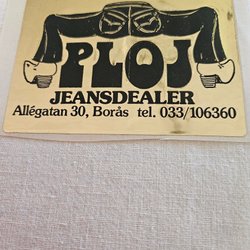 PLOJ
JEANSDEALER
Allégatan 30, Borås tel. 033/106360